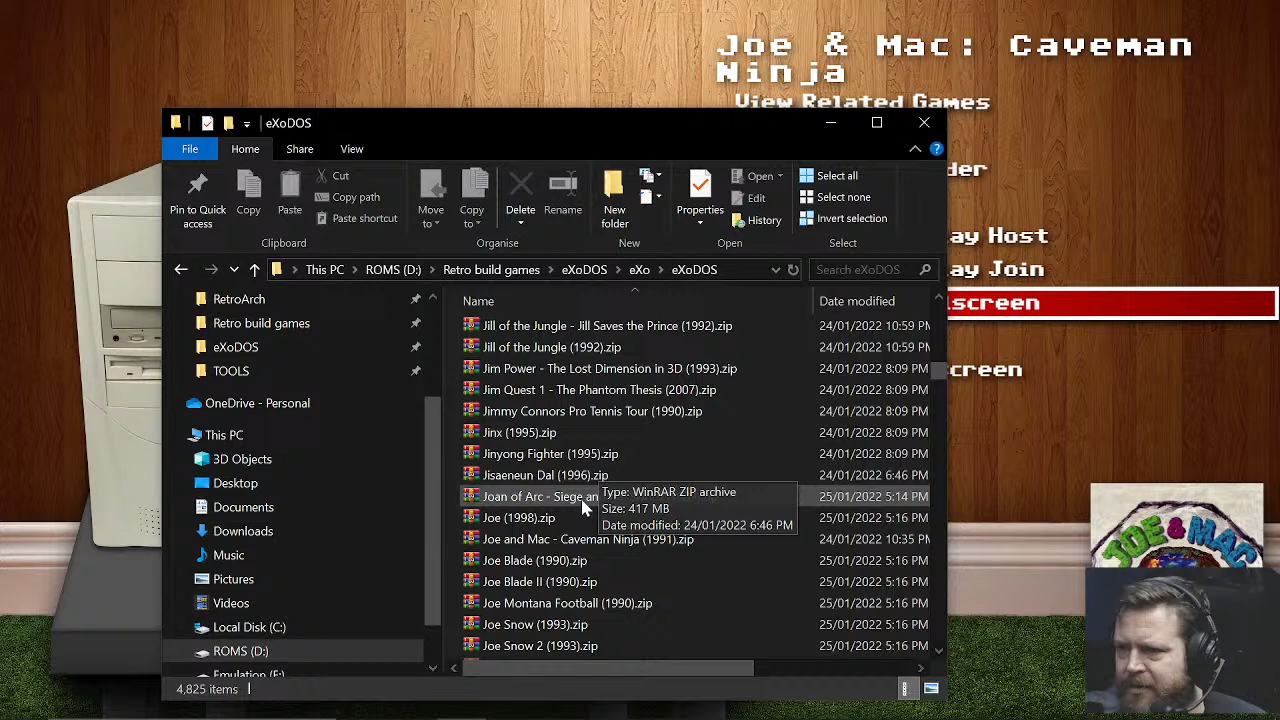 Joe & Mac: Caveman
Ninja
View Related Games
eXoDOS
File
Home
Share
View
Pin to Quick
access
Copy
Paste
Cut
Copy path
Paste shortcut
Move
to
Copy
to
Delete
Rename
New
folder
Properties
Open
Edit
History
Select all
Select none
Invert selection
Clipboard
Organise
New
Open
Select
This PC > ROMS (D:) > Retro build games > eXoDOS > eXo > eXoDOS
Search eXoDOS
der
ay Host
ay Join
lscreen
creen
RetroArch
Retro build games
eXoDOS
TOOLS
OneDrive - Personal
This PC
3D Objects
Desktop
Documents
Downloads
Music
Pictures
Videos
Local Disk (C:)
ROMS (D:)
Emulation (E:)
Name
Date modified
Jill of the Jungle - Jill Saves the Prince (1992).zip 24/01/2022 10:59 PM
Jill of the Jungle (1992).zip 24/01/2022 10:59 PM
Jim Power - The Lost Dimension in 3D (1993).zip 24/01/2022 8:09 PM
Jim Quest 1 - The Phantom Thesis (2007).zip 24/01/2022 8:09 PM
Jimmy Connors Pro Tennis Tour (1990).zip 24/01/2022 8:09 PM
Jinx (1995).zip 24/01/2022 8:09 PM
Jinyong Fighter (1995).zip 24/01/2022 8:09 PM
Jisaeneun Dal (1996).zip 24/01/2022 6:46 PM
Joan of Arc - Siege an 25/01/2022 5:14 PM
Joe (1998).zip 25/01/2022 5:16 PM
Joe and Mac - Caveman Ninja (1991).zip 24/01/2022 10:35 PM
Joe Blade (1990).zip 25/01/2022 5:16 PM
Joe Blade II (1990).zip 25/01/2022 5:16 PM
Joe Montana Football (1990).zip 25/01/2022 5:16 PM
Joe Snow (1993).zip 25/01/2022 5:16 PM
Joe Snow 2 (1993).zip 25/01/2022 5:16 PM
Type: WinRAR ZIP archive
Size: 417 MB
Date modified: 24/01/2022 6:46 PM
4,825 items
JOE & MAC